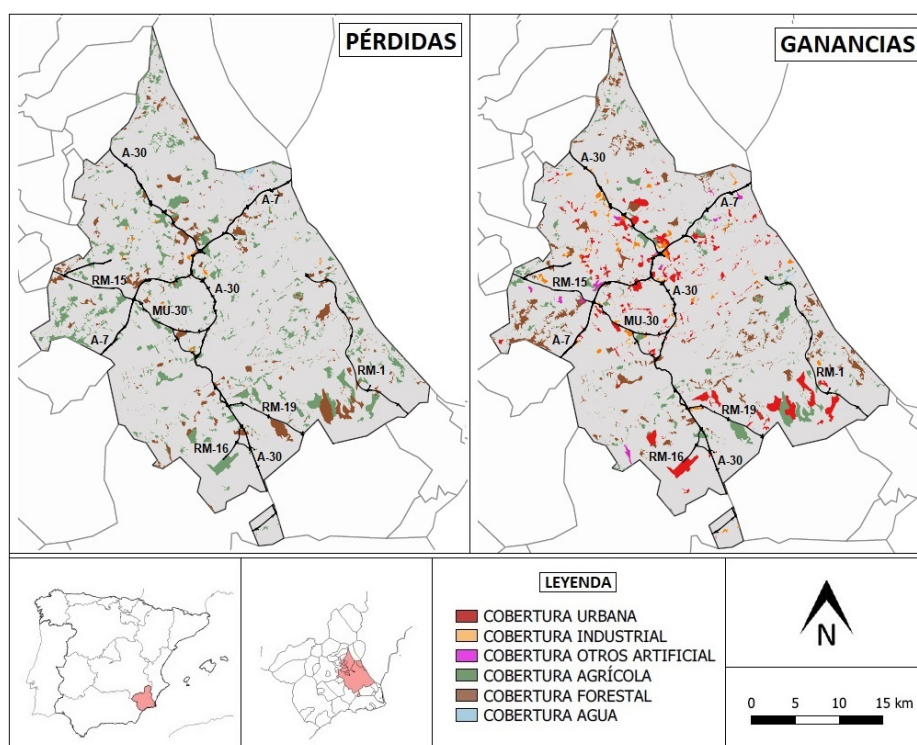 PÉRDIDAS
A-30
A-7
RM-15
A-30
MU-30
A-7
RM-1
RM-19
RM-16
A-30
GANANCIAS
A-30
A-7
RM-15
A-30
MU-30
A-7
RM-1
RM-19
RM-16
A-30
LEYENDA
COBERTURA URBANA
COBERTURA INDUSTRIAL
COBERTURA OTROS ARTIFICIAL
COBERTURA AGRÍCOLA
COBERTURA FORESTAL
COBERTURA AGUA
N
0 5 10 15 km